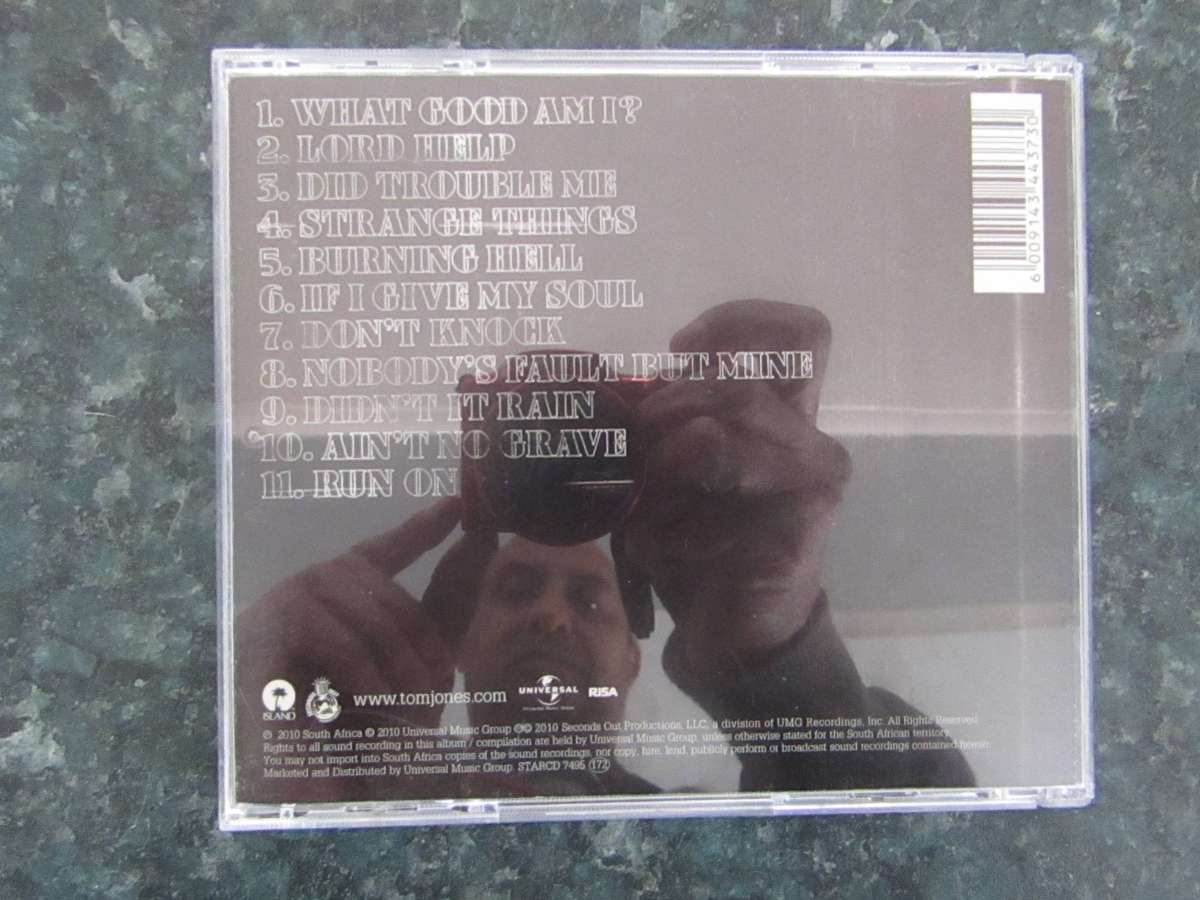 1. WHAT GOOD AM I?
2. LORD HELP
3. DID TROUBLE ME
4. STRANGE THINGS
5. BURNING HELL
6. IF I GIVE MY SOUL
7. DON'T KNOCK
8. NOBODY'S FAULT BUT MINE
9. DIDN'T IT RAIN
10. AIN'T NO GRAVE
11. RUN ON
6 009143 443730
ISLAND
www.tomjones.com
UNIVERSAL
RISA
℗ 2010 South Africa © 2010 Universal Music Group ℗© 2010 Seconds Out Productions, LLC, a division of UMG Recordings, Inc. All Rights Reserved.
Rights to all sound recording in this album / compilation are held by Universal Music Group, unless otherwise stated for the South African territory.
You may not import into South Africa copies of the sound recordings, nor copy, hire, lend, publicly perform or broadcast sound recordings contained herein.
Marketed and Distributed by Universal Music Group. STARCD 7495 (172)